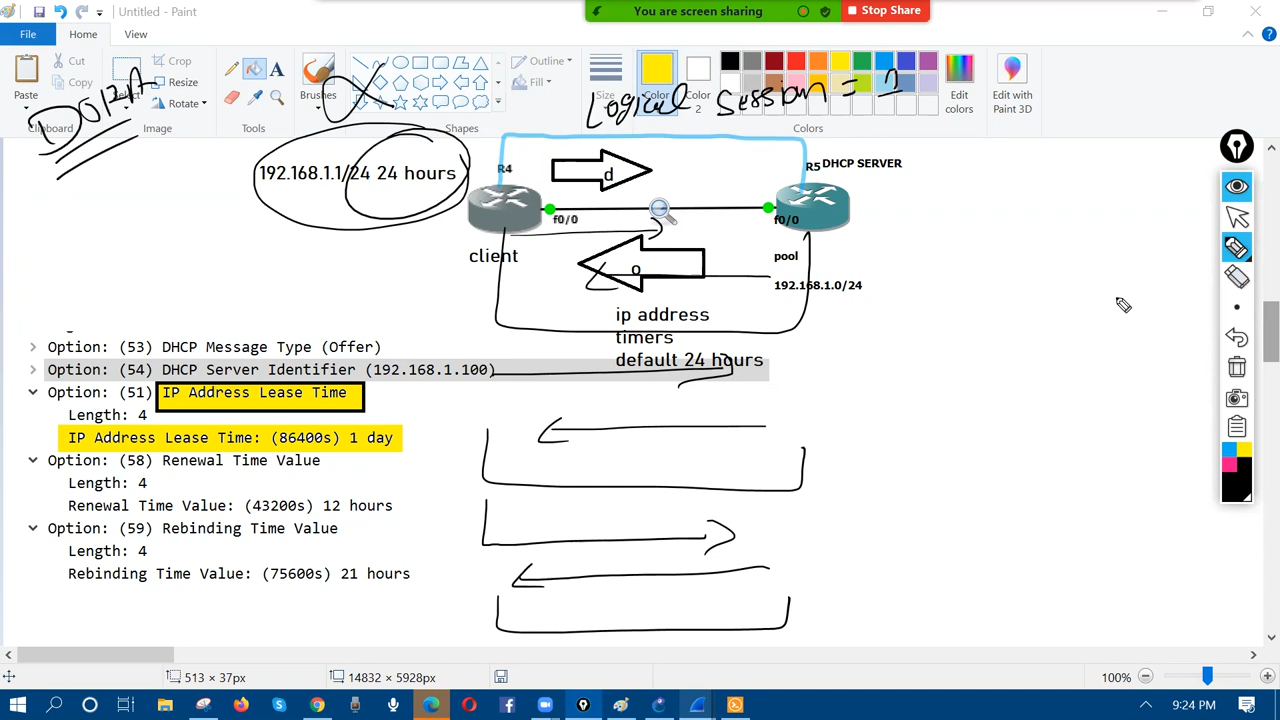 Untitled - Paint
You are screen sharing
Stop Share
File
Home
View
Paste
Cut
Copy
Clipboard
Crop
Resize
Rotate
Image
Tools
Brushes
Shapes
Outline
Fill
Size
Color
Color 2
Edit colors
Edit with Paint 3D
Colors
DORA
Logical Session = 1
192.168.1.1/24 24 hours
R4
d
R5 DHCP SERVER
f0/0
f0/0
client
o
pool
192.168.1.0/24
ip address
timers
default 24 hours
Option: (53) DHCP Message Type (Offer)
Option: (54) DHCP Server Identifier (192.168.1.100)
Option: (51) IP Address Lease Time
Length: 4
IP Address Lease Time: (86400s) 1 day
Option: (58) Renewal Time Value
Length: 4
Renewal Time Value: (43200s) 12 hours
Option: (59) Rebinding Time Value
Length: 4
Rebinding Time Value: (75600s) 21 hours
513 × 37px
14832 × 5928px
100%
9:24 PM